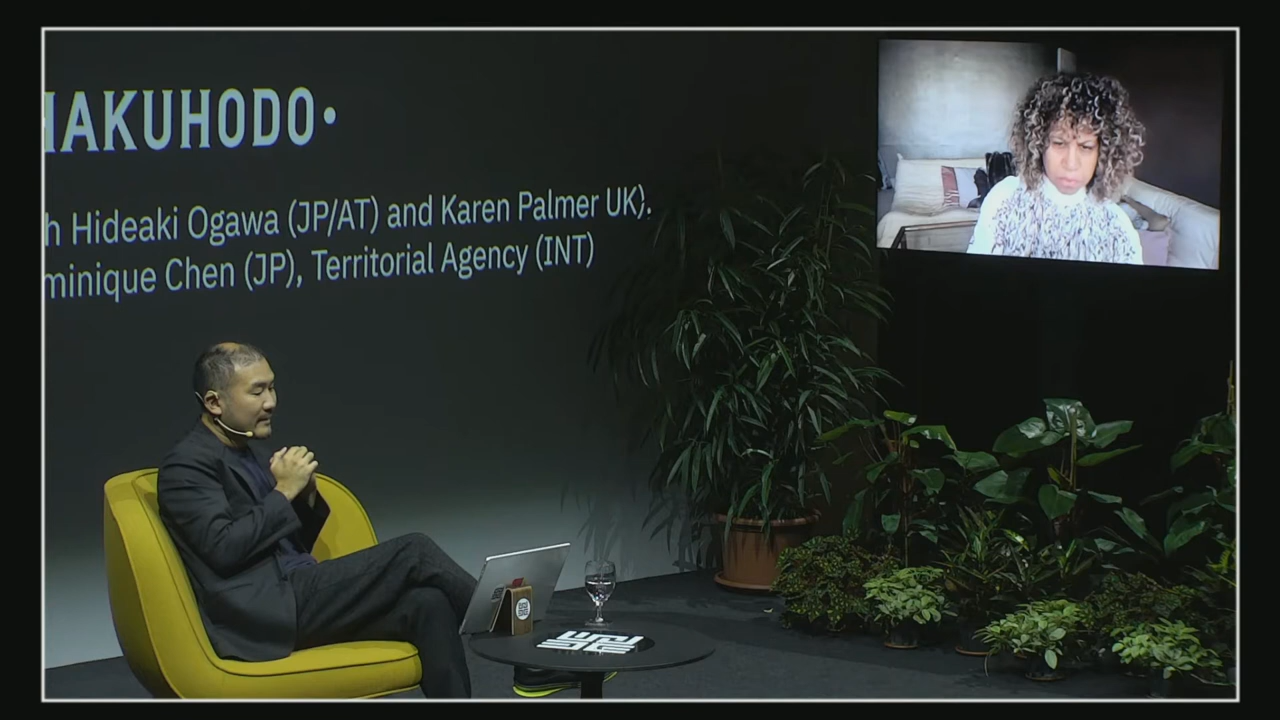 HAKUHODO
h Hideaki Ogawa (JP/AT) and Karen Palmer UK}.
minique Chen (JP), Territorial Agency (INT)